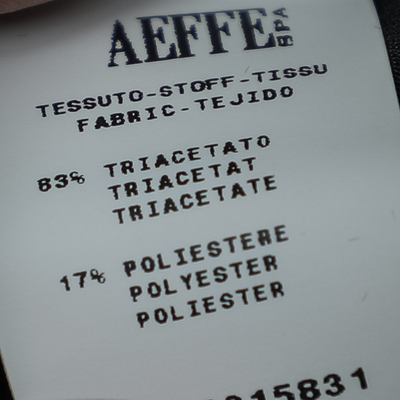 AEFFE SPA
TESSUTO-STOFF-TISSU
FABRIC-TEJIDO
83% TRIACETATO
TRIACETAT
TRIACETATE
17% POLIESTERE
POLYESTER
POLIESTER